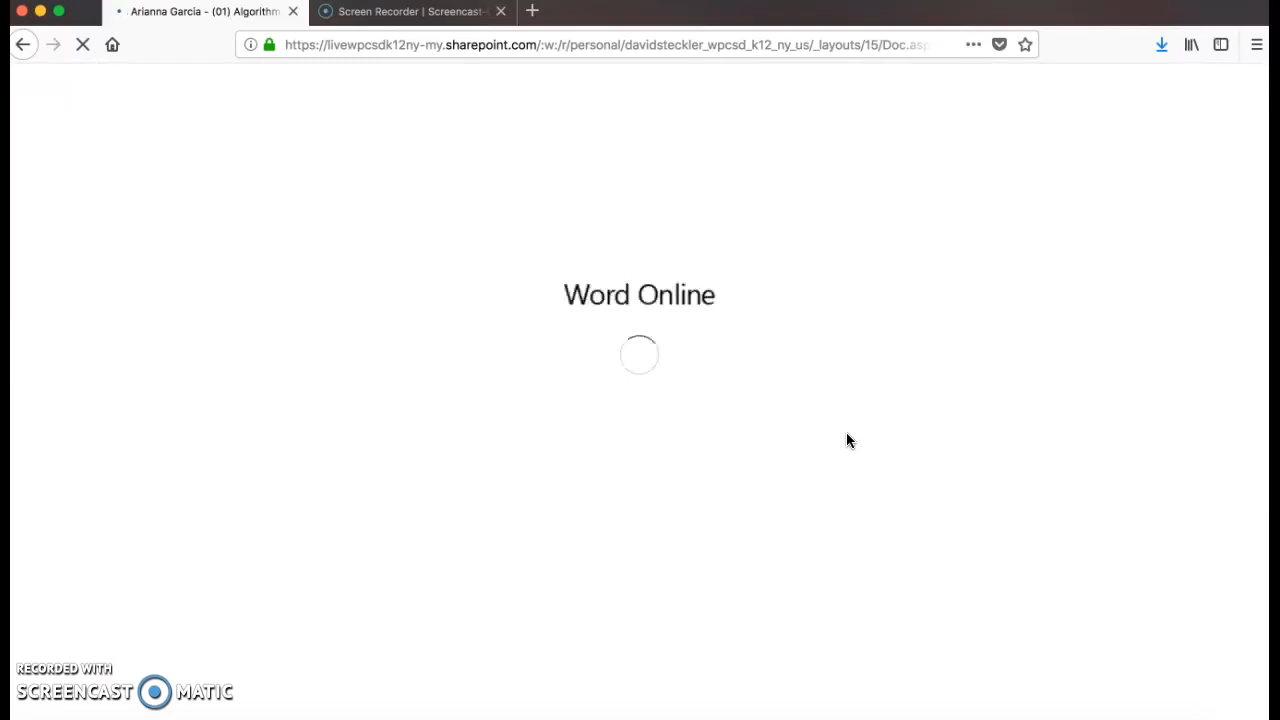 Arianna Garcia - (01) Algorithm
Screen Recorder | Screencast-
https://livewpcsdk12ny-my.sharepoint.com/:w:/r/personal/davidsteckler_wpcsd_k12_ny_us/_layouts/15/Doc.asp
Word Online
RECORDED WITH
SCREENCAST MATIC